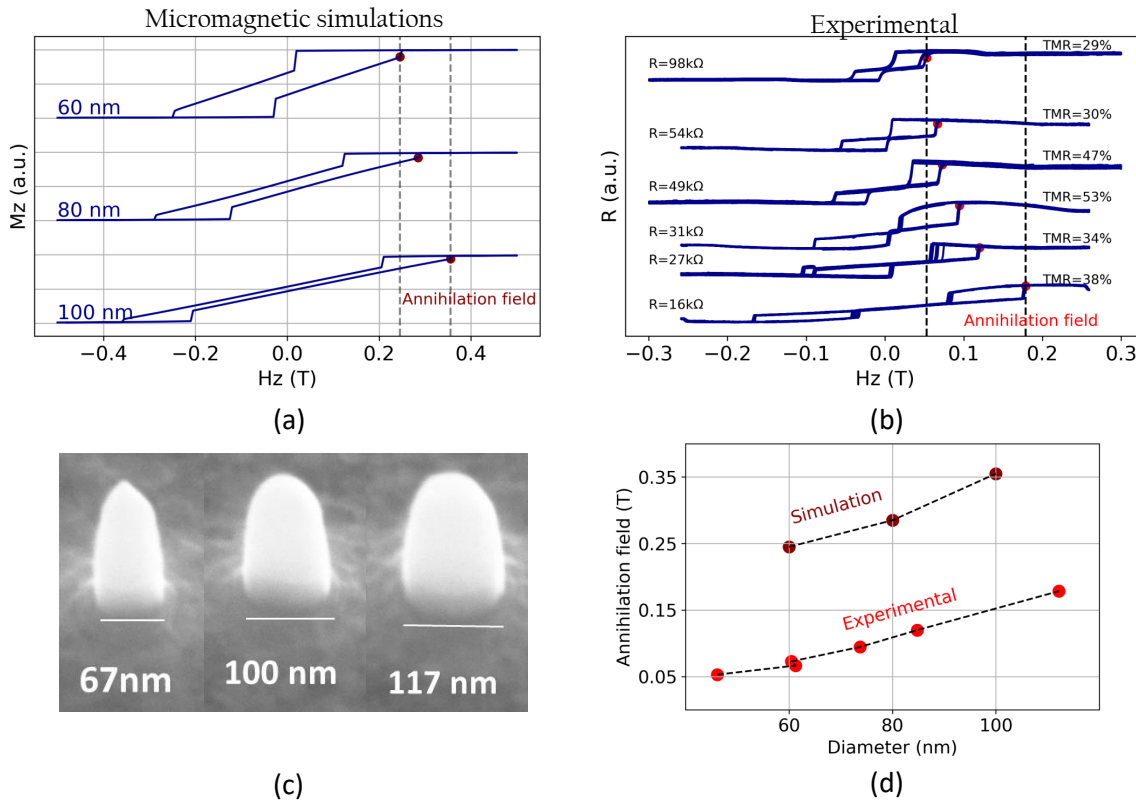 Micromagnetic simulations
Mz (a.u.)
60 nm
80 nm
100 nm
Annihilation field
−0.4 −0.2 0.0 0.2 0.4
Hz (T)
(a)
Experimental
R (a.u.)
R=98kΩ
TMR=29%
R=54kΩ
TMR=30%
R=49kΩ
TMR=47%
R=31kΩ
TMR=53%
R=27kΩ
TMR=34%
R=16kΩ
TMR=38%
Annihilation field
−0.3 −0.2 −0.1 0.0 0.1 0.2 0.3
Hz (T)
(b)
67nm
100 nm
117 nm
(c)
Annihilation field (T)
0.35
0.25
0.15
0.05
Simulation
Experimental
60 80 100
Diameter (nm)
(d)